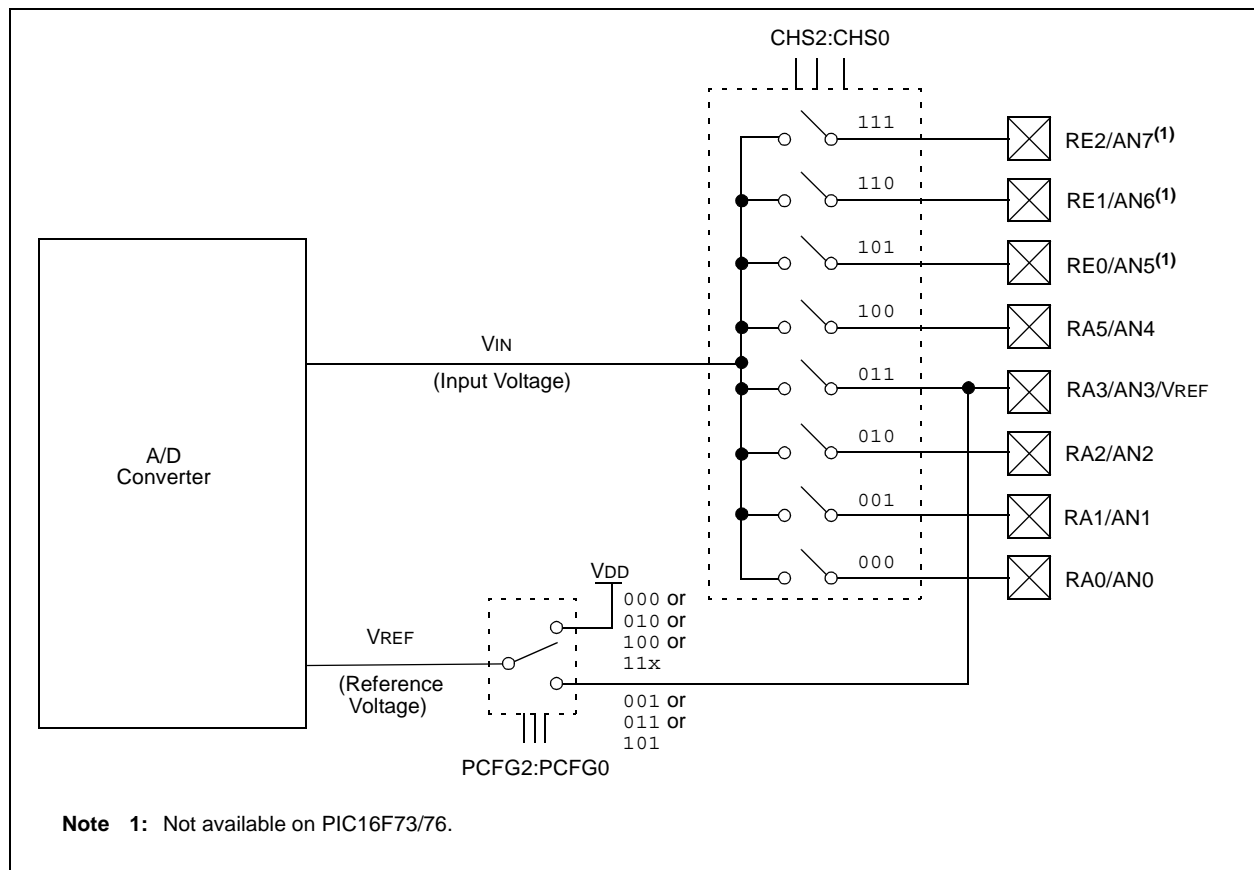 CHS2:CHS0
111
RE2/AN7(1)
110
RE1/AN6(1)
101
RE0/AN5(1)
100
RA5/AN4
VIN
(Input Voltage)
011
RA3/AN3/VREF
A/D
Converter
010
RA2/AN2
001
RA1/AN1
000
RA0/AN0
VDD
000 or
010 or
100 or
11x
VREF
(Reference
Voltage)
001 or
011 or
101
PCFG2:PCFG0
Note 1: Not available on PIC16F73/76.